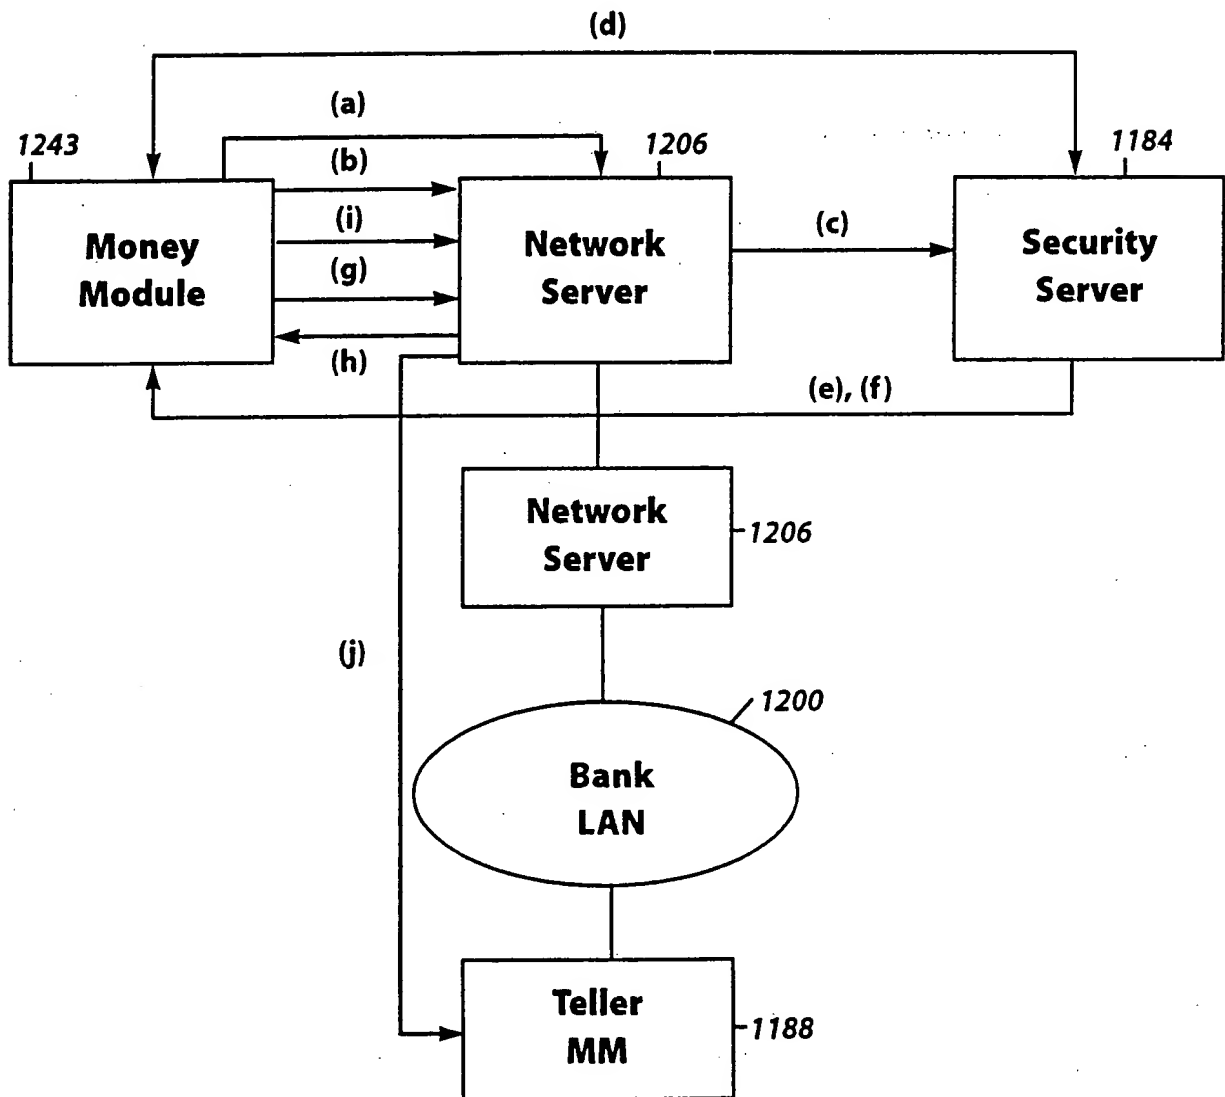 (d)
(a)
1243
1206
1184
(b)
(i)
(g)
(h)
Money
Module
Network
Server
(c)
Security
Server
(e), (f)
Network
Server
1206
(j)
1200
Bank
LAN
Teller
MM
1188